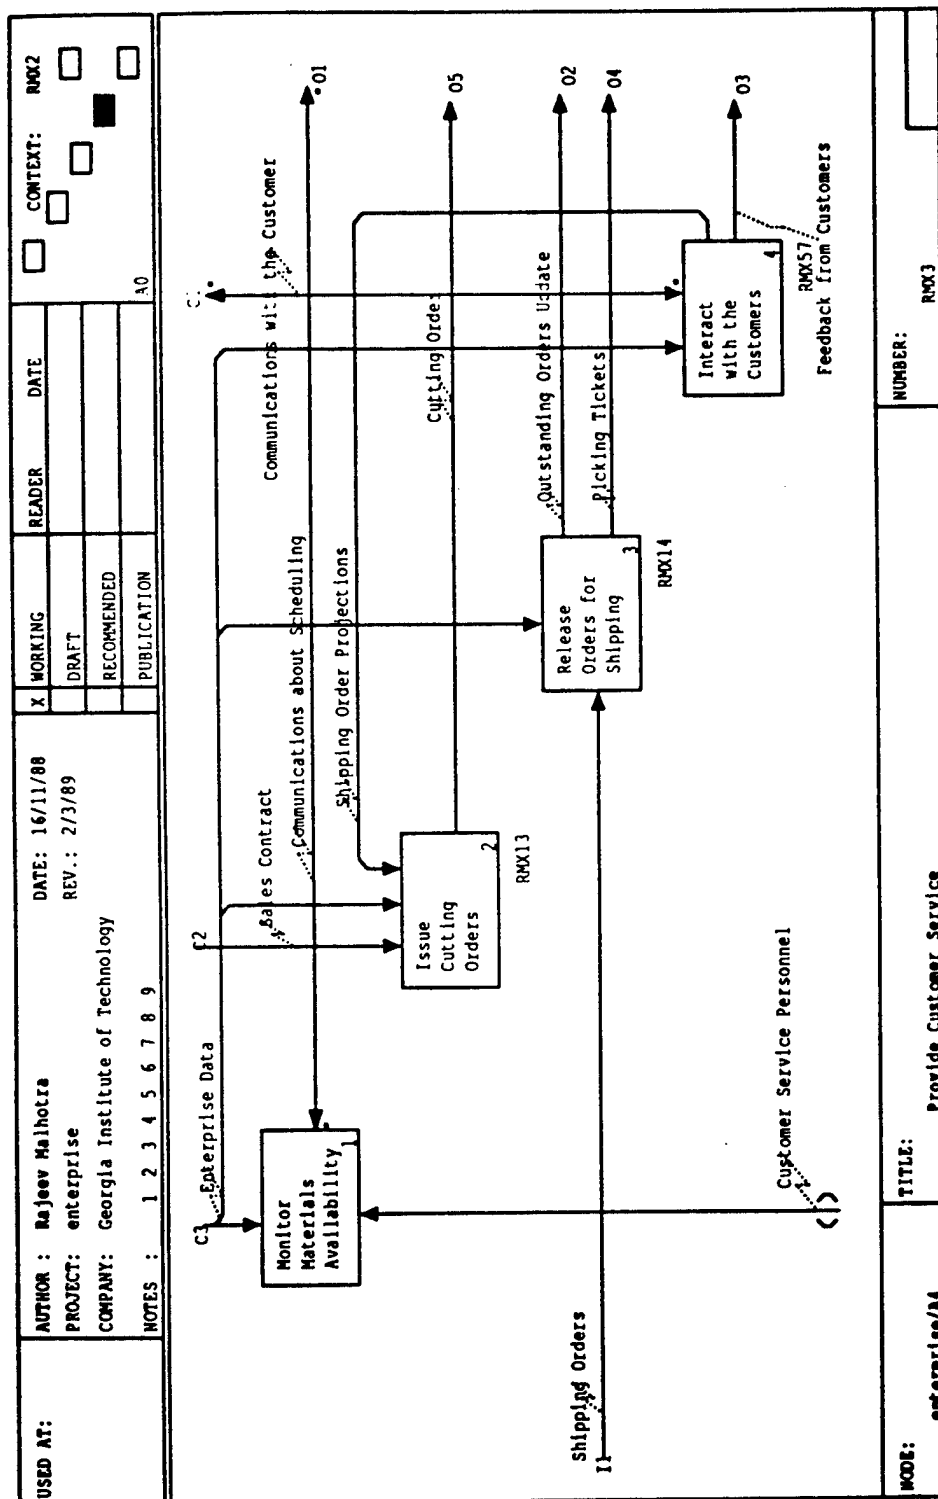 USED AT:
AUTHOR : Rajeev Malhotra
DATE: 16/11/88
PROJECT: enterprise
REV.: 2/3/89
COMPANY: Georgia Institute of Technology
NOTES : 1 2 3 4 5 6 7 8 9
X WORKING
DRAFT
RECOMMENDED
PUBLICATION
READER DATE
CONTEXT: RMX2
A0
C3
Enterprise Data
C2
Sales Contract
Communications about Scheduling
Shipping Order Projections
Communications with the Customer
Cutting Order
Outstanding Orders Update
Picking Tickets
O1
O5
O2
O4
O3
Monitor
Materials
Availability
1
Issue
Cutting
Orders
2
RMX13
Release
Orders for
Shipping
3
RMX14
Interact
with the
Customers
4
RMX57
Feedback from Customers
Shipping Orders
I1
Customer Service Personnel
NODE: enterprise/A4
TITLE: Provide Customer Service
NUMBER: RMX3